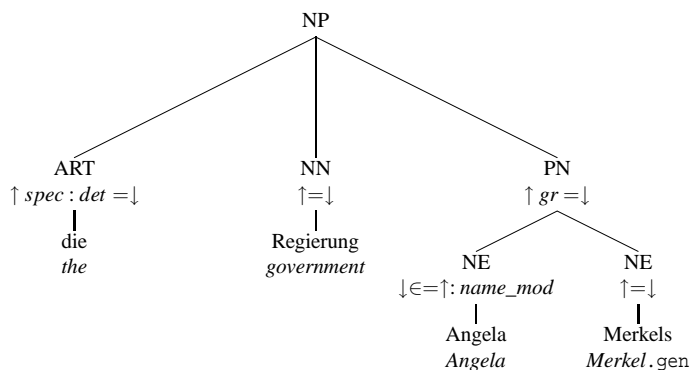 NP
ART NN PN
↑ spec : det =↓ ↑=↓ ↑ gr =↓
die Regierung
the government
NE NE
↓∈=↑: name_mod ↑=↓
Angela Merkels
Angela Merkel.gen